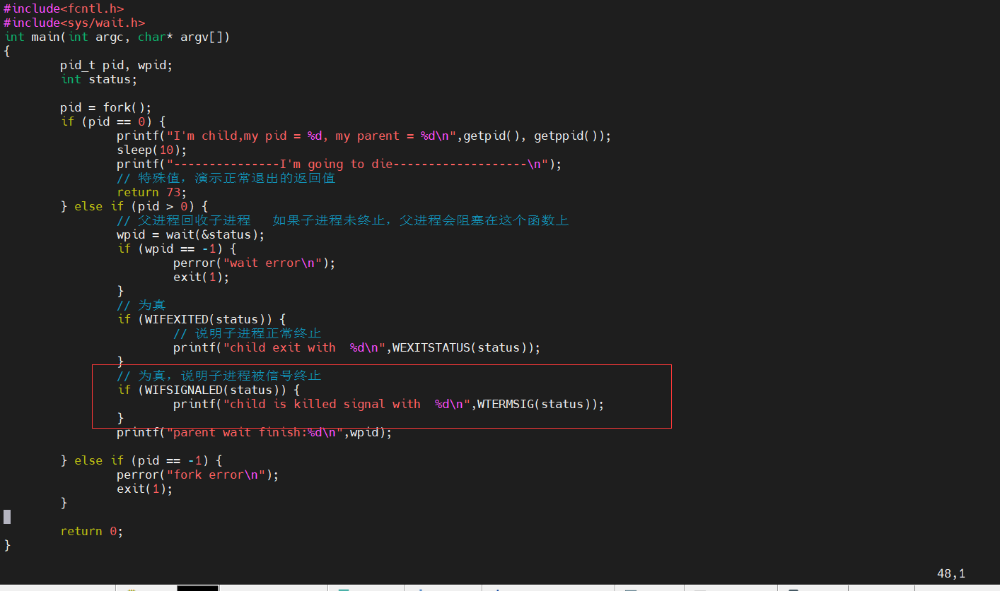 #include<fcntl.h>
#include<sys/wait.h>
int main(int argc, char* argv[])
{
        pid_t pid, wpid;
        int status;

        pid = fork();
        if (pid == 0) {
                printf("I'm child,my pid = %d, my parent = %d\n",getpid(), getppid());
                sleep(10);
                printf("---------------I'm going to die-------------------\n");
                // 特殊值，演示正常退出的返回值
                return 73;
        } else if (pid > 0) {
                // 父进程回收子进程   如果子进程未终止，父进程会阻塞在这个函数上
                wpid = wait(&status);
                if (wpid == -1) {
                        perror("wait error\n");
                        exit(1);
                }
                // 为真
                if (WIFEXITED(status)) {
                        // 说明子进程正常终止
                        printf("child exit with  %d\n",WEXITSTATUS(status));
                }
                // 为真，说明子进程被信号终止
                if (WIFSIGNALED(status)) {
                        printf("child is killed signal with  %d\n",WTERMSIG(status));
                }
                printf("parent wait finish:%d\n",wpid);

        } else if (pid == -1) {
                perror("fork error\n");
                exit(1);
        }

        return 0;
}
48,1